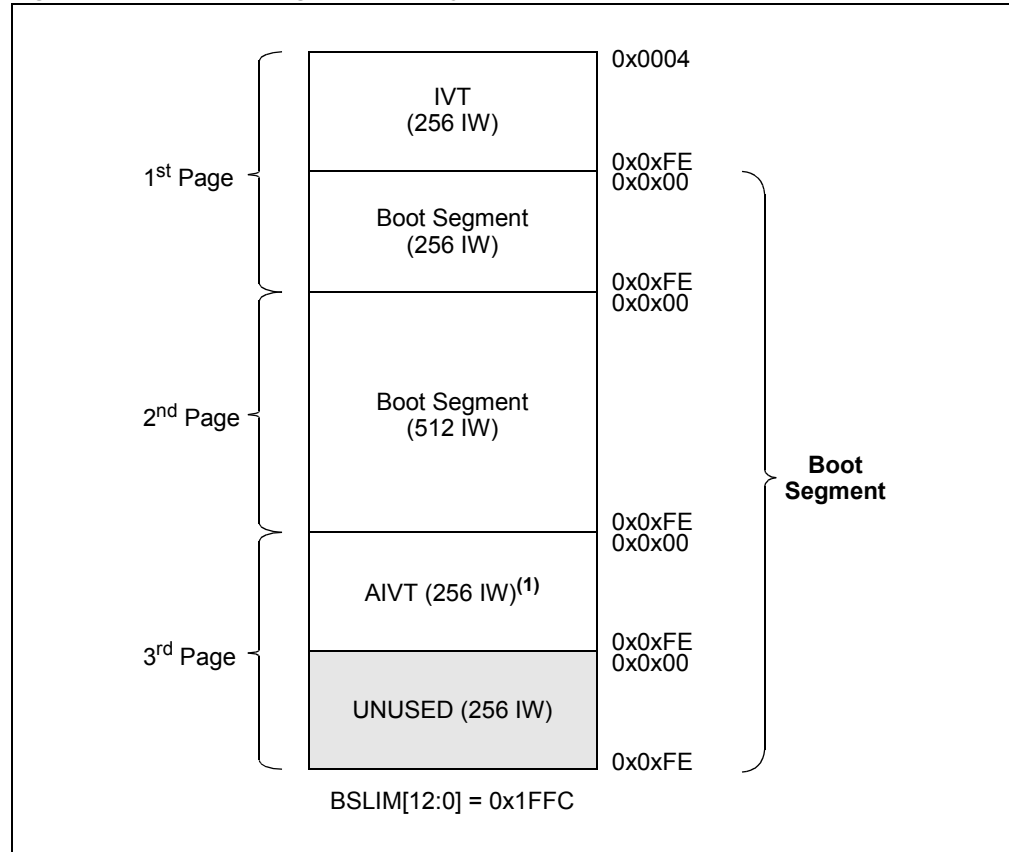 0x0004
IVT
(256 IW)
1st Page
0x0xFE
0x0x00
Boot Segment
(256 IW)
0x0xFE
0x0x00
2nd Page
Boot Segment
(512 IW)
Boot
Segment
0x0xFE
0x0x00
AIVT (256 IW)(1)
3rd Page
0x0xFE
0x0x00
UNUSED (256 IW)
0x0xFE
BSLIM[12:0] = 0x1FFC